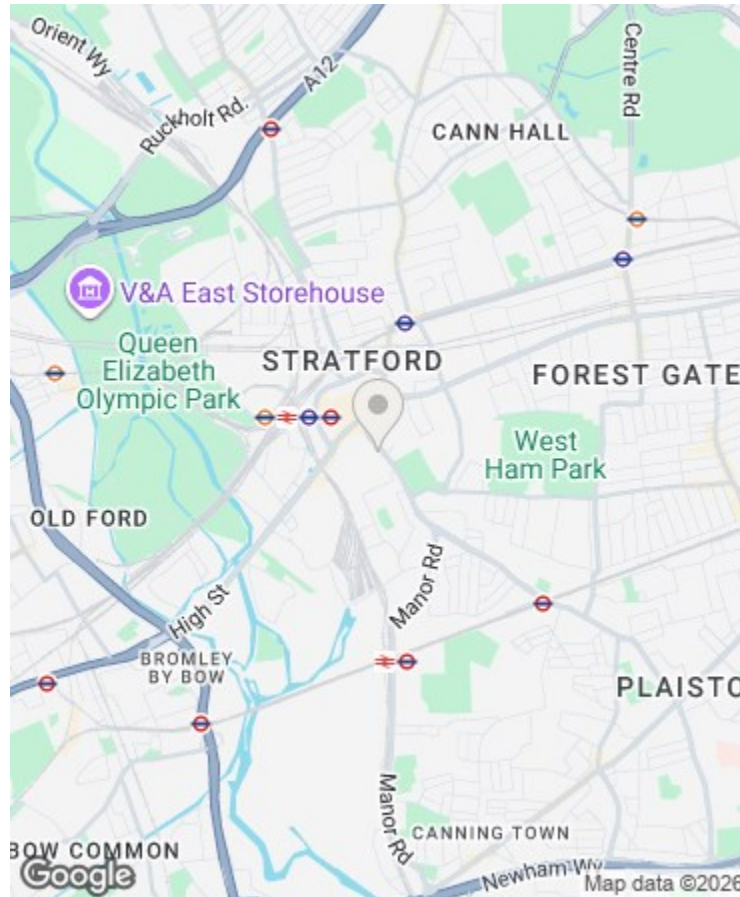 Orient Wy
Ruckholt Rd.
A12
Centre Rd
CANN HALL
V&A East Storehouse
Queen
Elizabeth
Olympic Park
STRATFORD
FOREST GATE
West
Ham Park
OLD FORD
High St
Manor Rd
BROMLEY
BY BOW
PLAISTO
Manor Rd
CANNING TOWN
BOW COMMON
Newham Wy
Google
Map data ©2026